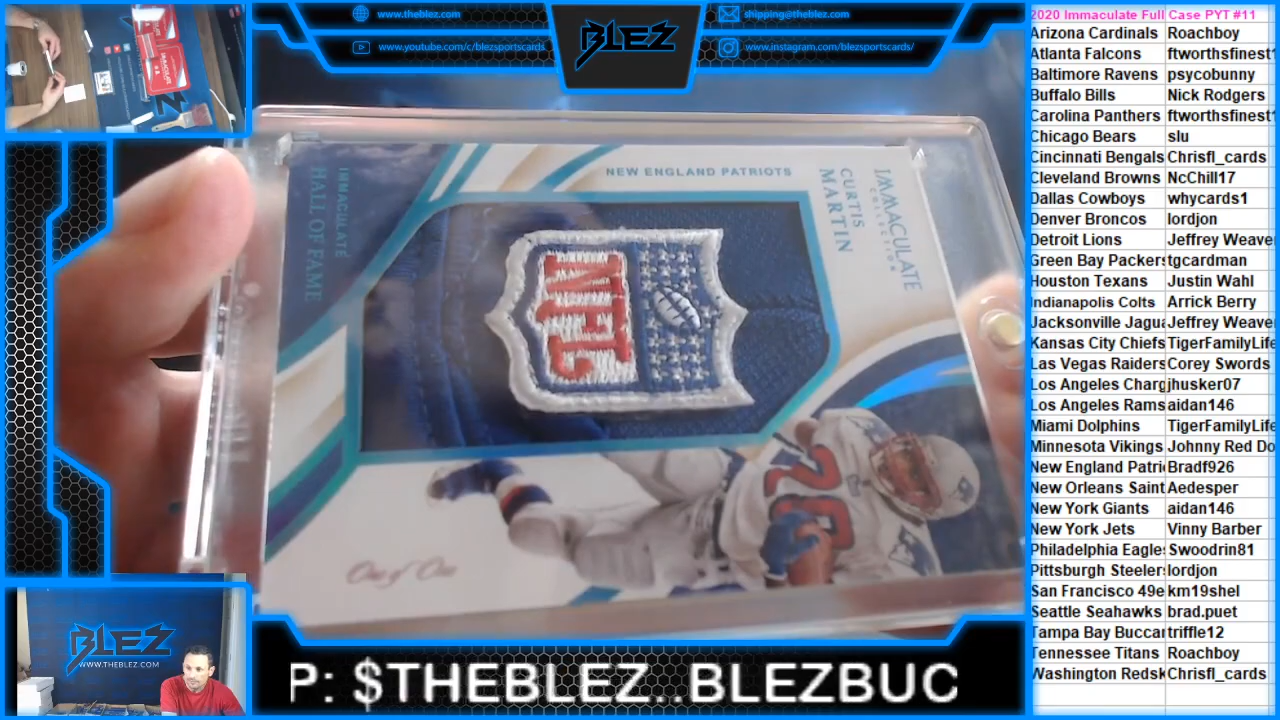 www.theblez.com
www.youtube.com/c/blezsportscards
BLEZ
shipping@theblez.com
www.instagram.com/blezsportscards/
2020 Immaculate Full Case PYT #11
Arizona Cardinals Roachboy
Atlanta Falcons ftworthsfinest
Baltimore Ravens psycobunny
Buffalo Bills Nick Rodgers
Carolina Panthers ftworthsfinest
Chicago Bears slu
Cincinnati Bengals Chrisfl_cards
Cleveland Browns NcChill17
Dallas Cowboys whycards1
Denver Broncos lordjon
Detroit Lions Jeffrey Weave
Green Bay Packers tgcardman
Houston Texans Justin Wahl
Indianapolis Colts Arrick Berry
Jacksonville Jagua Jeffrey Weave
Kansas City Chiefs TigerFamilyLife
Las Vegas Raiders Corey Swords
Los Angeles Charg jhusker07
Los Angeles Rams aidan146
Miami Dolphins TigerFamilyLife
Minnesota Vikings Johnny Red Do
New England Patri Bradf926
New Orleans Saint Aedesper
New York Giants aidan146
New York Jets Vinny Barber
Philadelphia Eagle Swoodrin81
Pittsburgh Steeler lordjon
San Francisco 49e km19shel
Seattle Seahawks brad.puet
Tampa Bay Buccar triffle12
Tennessee Titans Roachboy
Washington Redsk Chrisfl_cards
IMMACULATE
COLLECTION
CURTIS
MARTIN
NEW ENGLAND PATRIOTS
NFL
IMMACULATE
HALL OF FAME
28
One of One
BLEZ
WWW.THEBLEZ.COM
P: $THEBLEZ..BLEZBUC